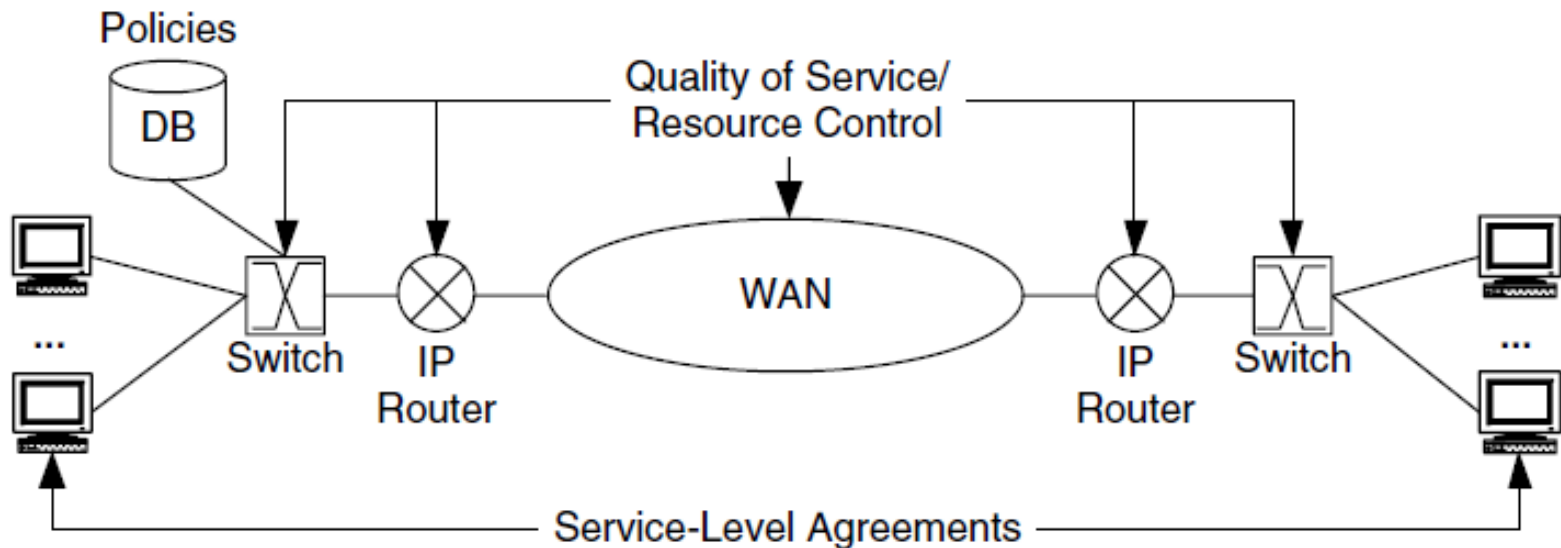 Policies
DB
Quality of Service/
Resource Control
WAN
...
Switch
IP
Router
IP
Router
Switch
...
Service-Level Agreements